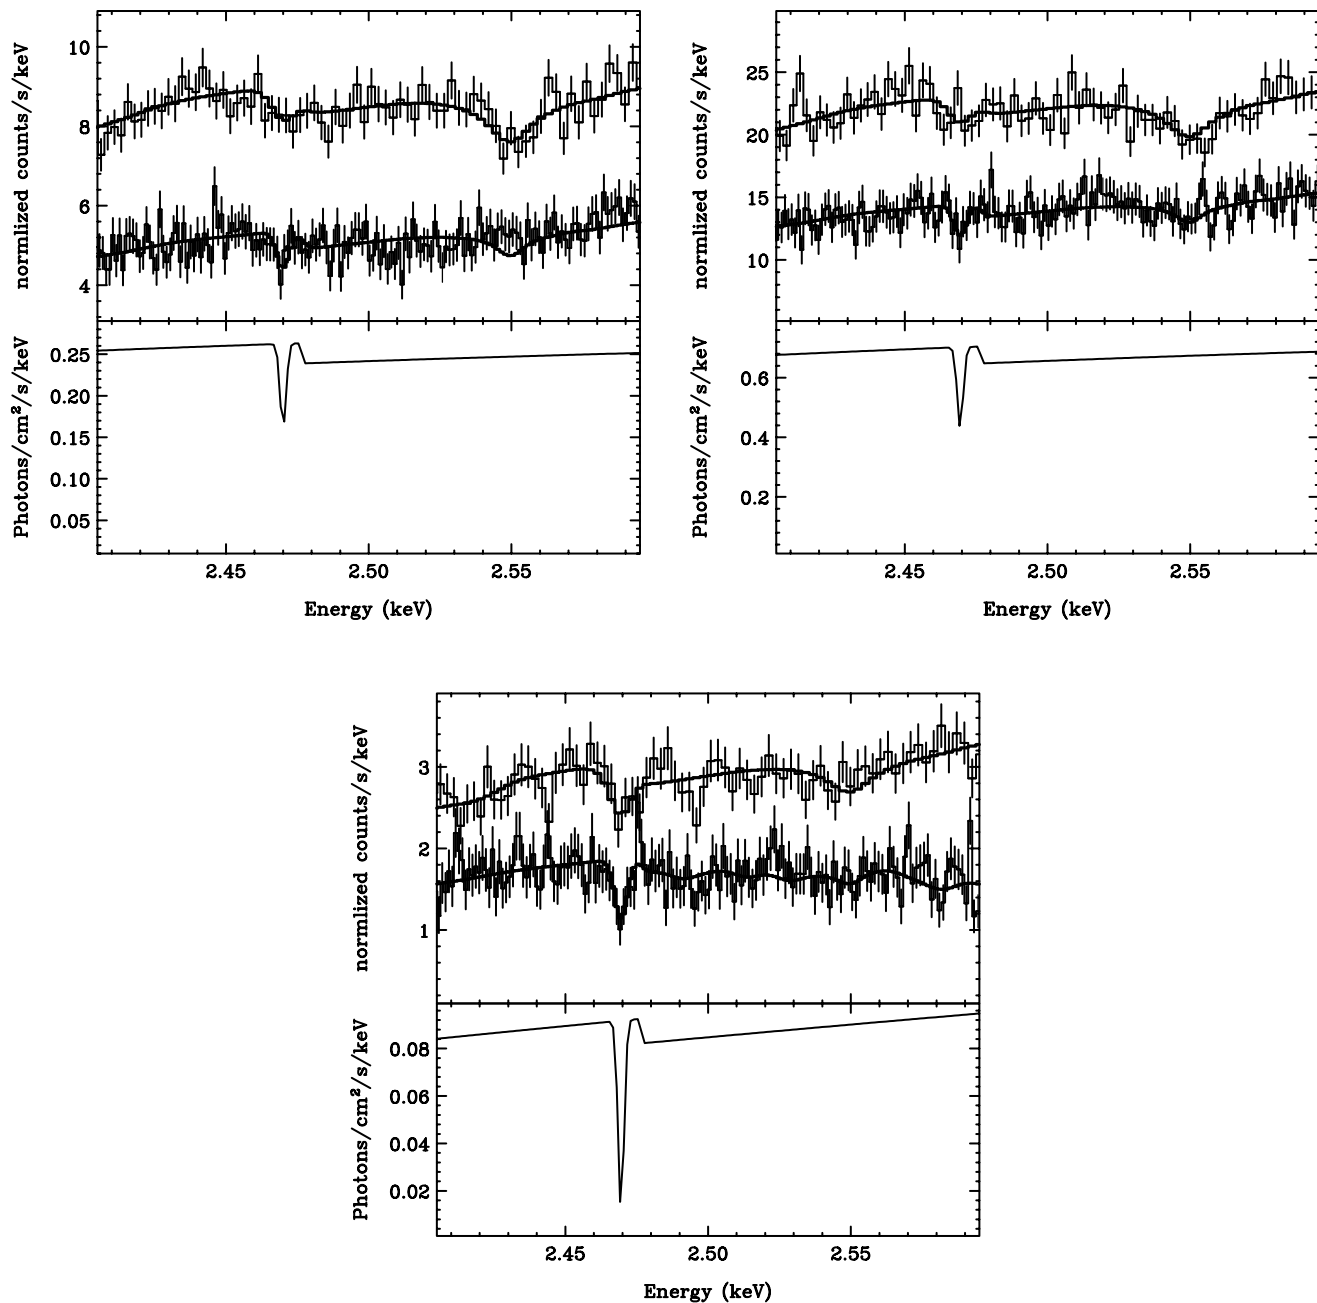 normlized counts/s/keV
10
8
6
4
Photons/cm²/s/keV
0.25
0.20
0.15
0.10
0.05
2.45 2.50 2.55
Energy (keV)
normlized counts/s/keV
25
20
15
10
Photons/cm²/s/keV
0.6
0.4
0.2
2.45 2.50 2.55
Energy (keV)
normlized counts/s/keV
3
2
1
Photons/cm²/s/keV
0.08
0.06
0.04
0.02
2.45 2.50 2.55
Energy (keV)